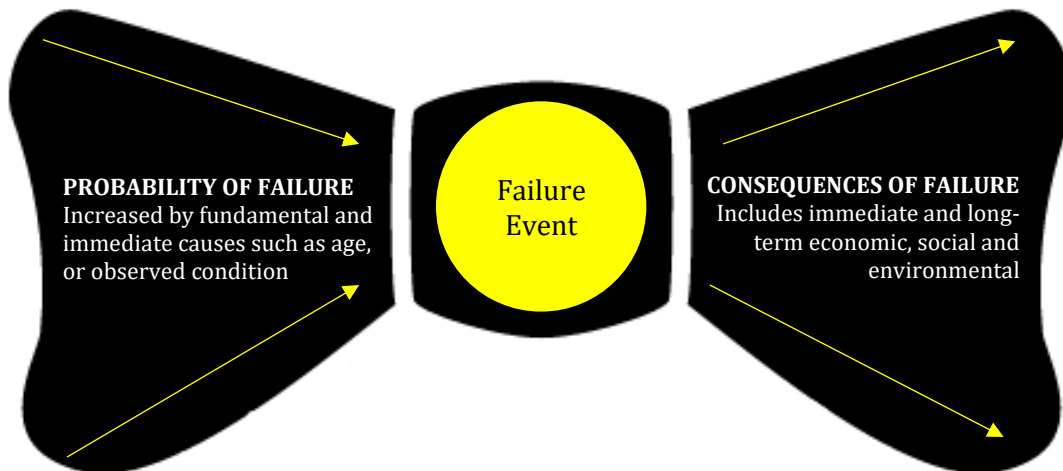 PROBABILITY OF FAILURE
Increased by fundamental and
immediate causes such as age,
or observed condition
Failure
Event
CONSEQUENCES OF FAILURE
Includes immediate and long-
term economic, social and
environmental